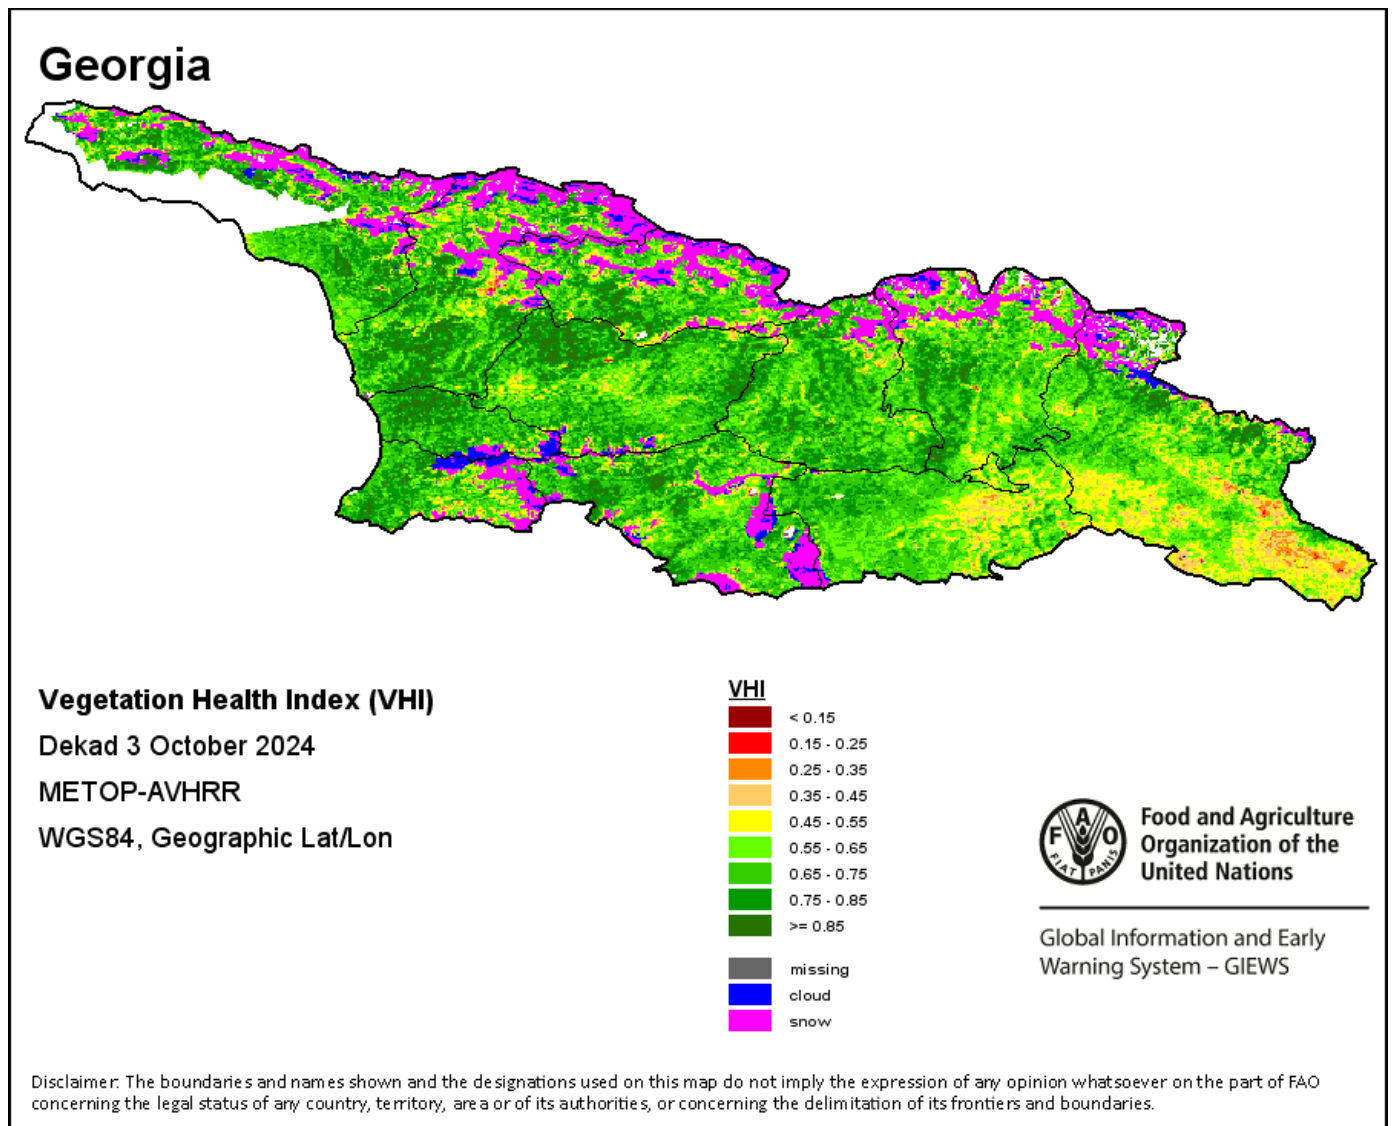 Georgia
Vegetation Health Index (VHI)
Dekad 3 October 2024
METOP-AVHRR
WGS84, Geographic Lat/Lon
VHI
< 0.15
0.15 - 0.25
0.25 - 0.35
0.35 - 0.45
0.45 - 0.55
0.55 - 0.65
0.65 - 0.75
0.75 - 0.85
>= 0.85
missing
cloud
snow
F A O
FIAT PANIS
Food and Agriculture
Organization of the
United Nations
Global Information and Early
Warning System – GIEWS
Disclaimer: The boundaries and names shown and the designations used on this map do not imply the expression of any opinion whatsoever on the part of FAO
concerning the legal status of any country, territory, area or of its authorities, or concerning the delimitation of its frontiers and boundaries.